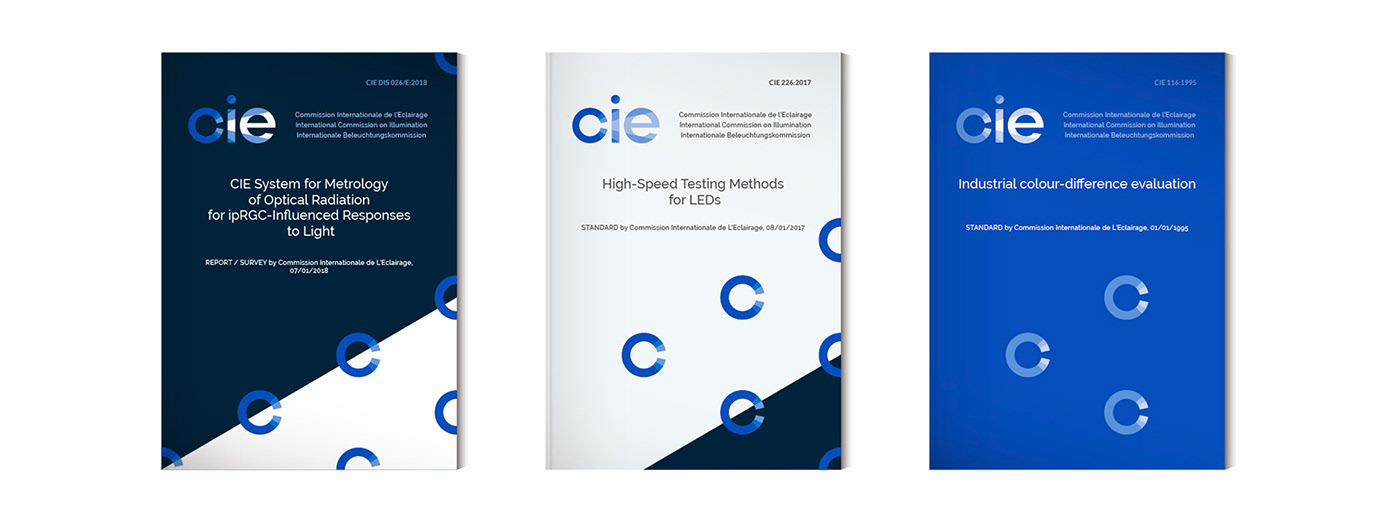 CIE DIS 026/E:2018
cie
Commission Internationale de l'Eclairage
International Commission on Illumination
Internationale Beleuchtungskommission
CIE System for Metrology
of Optical Radiation
for ipRGC-Influenced Responses
to Light
REPORT / SURVEY by Commission Internationale de L'Eclairage,
07/01/2018
CIE 226:2017
cie
Commission Internationale de l'Eclairage
International Commission on Illumination
Internationale Beleuchtungskommission
High-Speed Testing Methods
for LEDs
STANDARD by Commission Internationale de L'Eclairage, 08/01/2017
CIE 116:1995
cie
Commission Internationale de l'Eclairage
International Commission on Illumination
Internationale Beleuchtungskommission
Industrial colour-difference evaluation
STANDARD by Commission Internationale de L'Eclairage, 01/01/1995